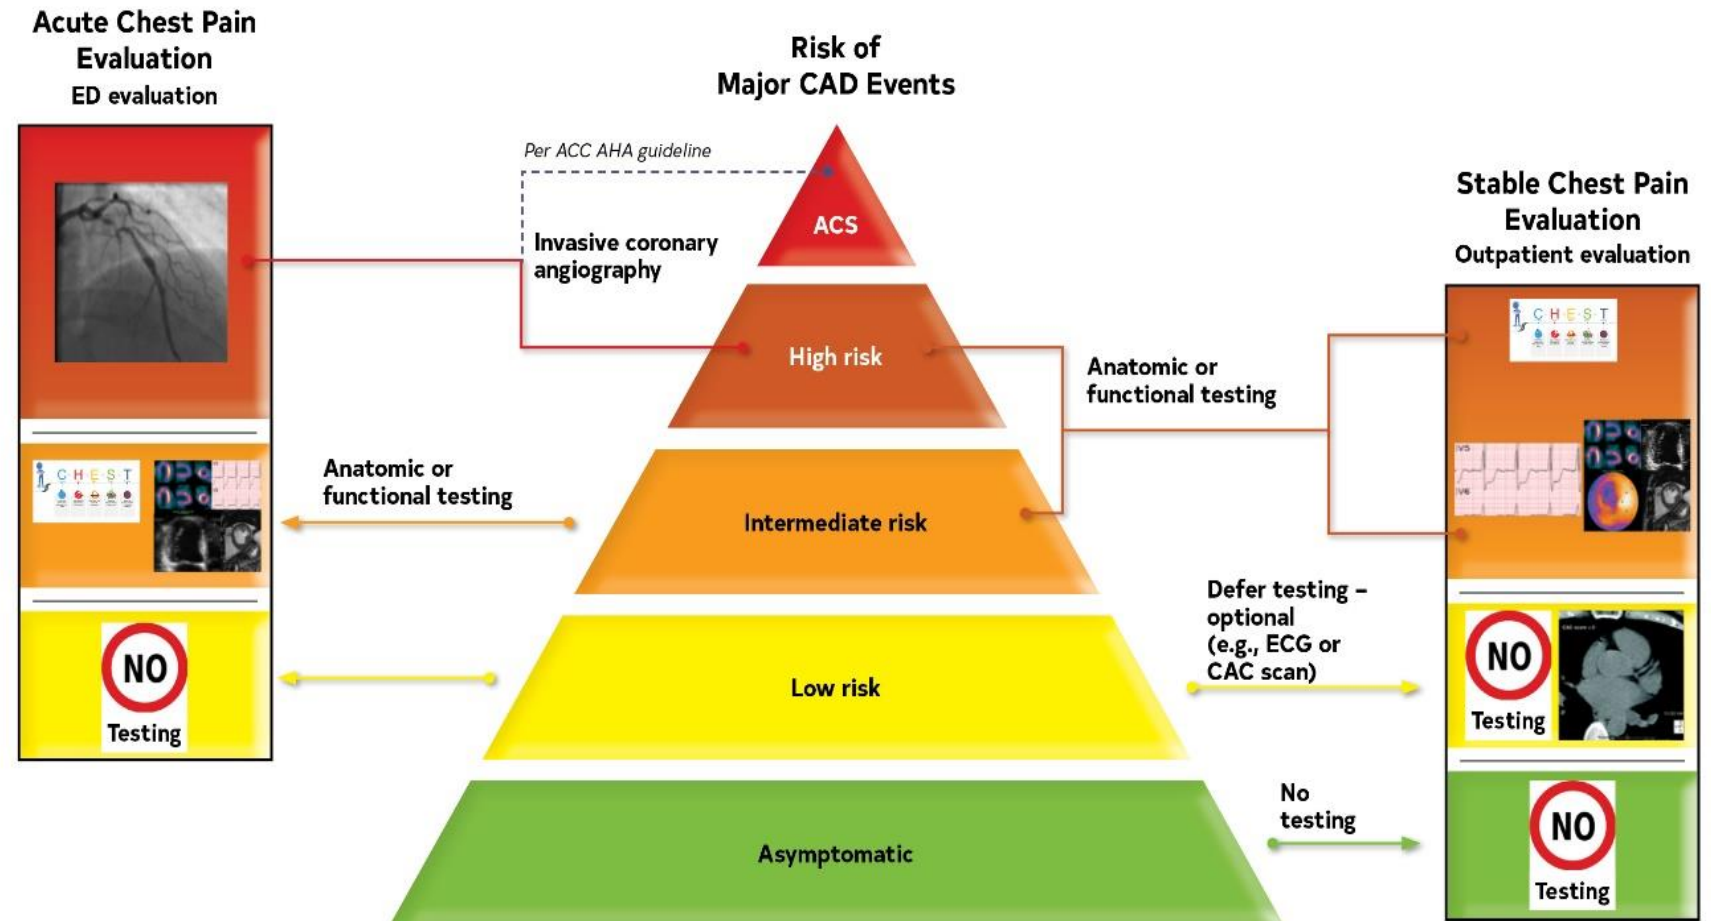 Acute Chest Pain
Evaluation
ED evaluation
Risk of
Major CAD Events
Per ACC AHA guideline
Invasive coronary
angiography
ACS
High risk
Intermediate risk
Low risk
Asymptomatic
Anatomic or
functional testing
C H E S T
NO
Testing
Stable Chest Pain
Evaluation
Outpatient evaluation
Anatomic or
functional testing
C H E S T
V5
V6
Defer testing –
optional
(e.g., ECG or
CAC scan)
NO
Testing
No
testing
NO
Testing